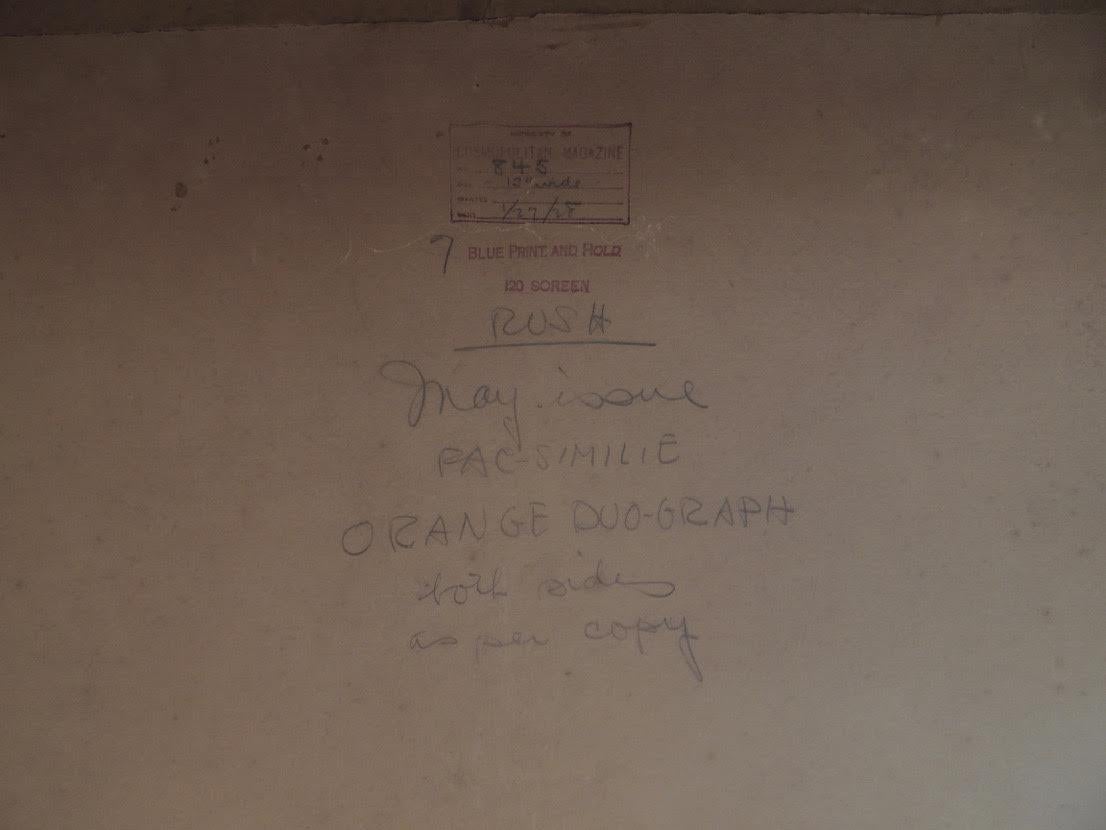 PROPERTY OF
COSMOPOLITAN MAGAZINE
845
12" wide
1/27/28
7 BLUE PRINT AND HOLD
120 SCREEN
RUSH
May issue
FAC-SIMILIE
ORANGE DUO-GRAPH
both sides
as per copy